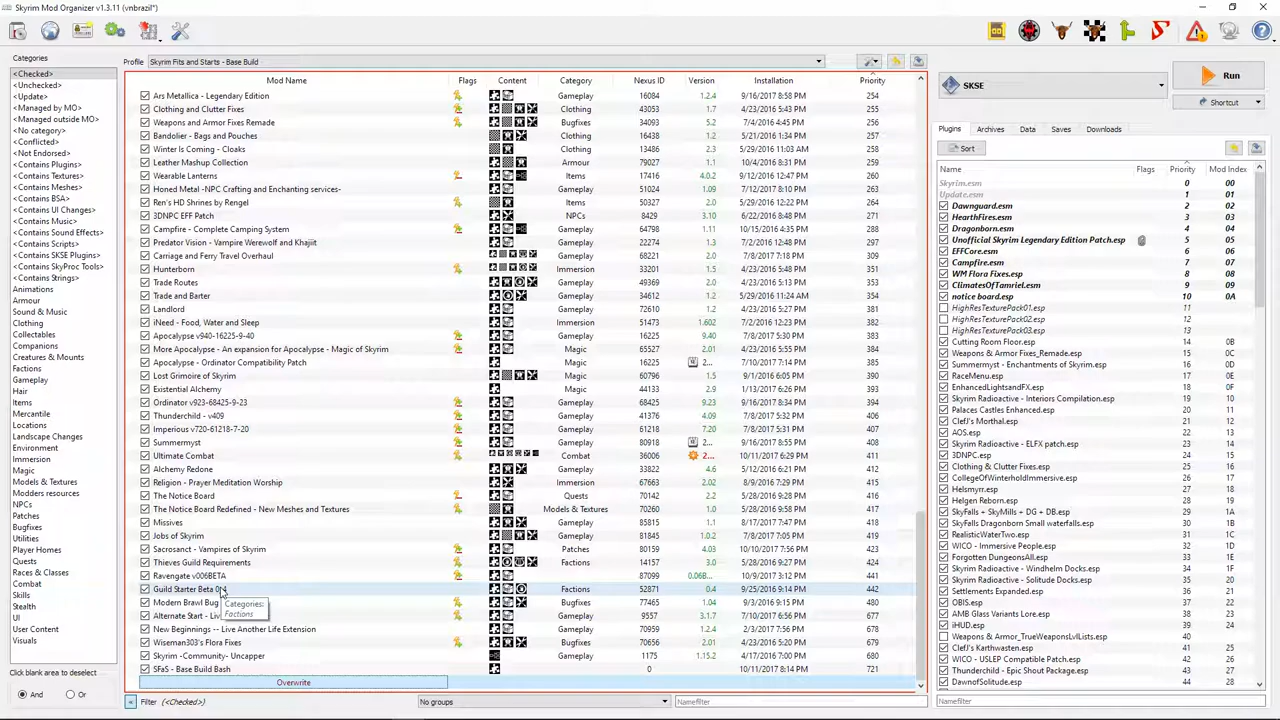 Skyrim Mod Organizer v1.3.11 (vnbrazil*)
Categories
<Checked>
<Unchecked>
<Update>
<Managed by MO>
<Managed outside MO>
<No category>
<Conflicted>
<Not Endorsed>
<Contains Plugins>
<Contains Textures>
<Contains Meshes>
<Contains BSA>
<Contains UI Changes>
<Contains Music>
<Contains Sound Effects>
<Contains Scripts>
<Contains SKSE Plugins>
<Contains SkyProc Tools>
<Contains Strings>
Animations
Armour
Sound & Music
Clothing
Collectables
Companions
Creatures & Mounts
Factions
Gameplay
Hair
Items
Mercantile
Locations
Landscape Changes
Environment
Immersion
Magic
Models & Textures
Modders resources
NPCs
Patches
Bugfixes
Utilities
Player Homes
Quests
Races & Classes
Combat
Skills
Stealth
UI
User Content
Visuals
Click blank area to deselect
And Or
Profile Skyrim Fits and Starts - Base Build
Mod Name Flags Content Category Nexus ID Version Installation Priority
Ars Metallica - Legendary Edition Gameplay 16084 1.2.4 9/16/2017 8:58 PM 254
Clothing and Clutter Fixes Clothing 43053 1.7 4/23/2016 5:43 PM 255
Weapons and Armor Fixes Remade Bugfixes 34093 5.2 7/4/2016 4:45 PM 256
Bandolier - Bags and Pouches Clothing 16438 1.2 5/21/2016 1:34 PM 257
Winter Is Coming - Cloaks Clothing 13486 2.3 5/29/2016 11:03 AM 258
Leather Mashup Collection Armour 79027 1.1 10/4/2016 8:31 PM 259
Wearable Lanterns Items 17416 4.0.2 9/12/2016 12:47 PM 260
Honed Metal -NPC Crafting and Enchanting services- Gameplay 51024 1.09 7/12/2017 8:10 PM 263
Ren's HD Shrines by Rengel Items 50327 2.0 7/2/2016 12:44 PM 264
3DNPC EFF Patch NPCs 8429 3.10 6/22/2016 8:48 PM 271
Campfire - Complete Camping System Gameplay 64798 1.11 10/15/2016 4:35 PM 288
Predator Vision - Vampire Werewolf and Khajiit Gameplay 22274 1.3 7/2/2016 12:48 PM 297
Carriage and Ferry Travel Overhaul Gameplay 68221 2.0 7/8/2017 7:18 PM 339
Hunterborn Immersion 33201 1.5 4/23/2016 5:13 PM 351
Trade Routes Gameplay 49369 2.0 4/23/2016 5:13 PM 354
Trade and Barter Gameplay 34612 1.2 5/29/2016 11:24 AM 380
Landlord Gameplay 81212 1.0 4/23/2017 9:08 PM 381
iNeed - Food, Water and Sleep Immersion 51473 1.602 4/23/2016 5:13 PM 382
Apocalypse v940-16225-9-40 Gameplay 16225 9.40 7/8/2017 5:30 PM 383
More Apocalypse - An expansion for Apocalypse - Magic of Skyrim Magic 65527 2.01 4/23/2016 5:55 PM 384
Apocalypse - Ordinator Compatibility Patch Magic 16225 2... 7/10/2017 7:14 PM 385
Lost Grimoire of Skyrim Magic 60796 1.5 9/1/2016 6:05 PM 390
Existential Alchemy Magic 44133 2.9 1/13/2017 6:26 PM 393
Ordinator v923-68425-9-23 Gameplay 68425 9.23 9/16/2017 8:34 PM 394
Thunderchild - v409 Gameplay 41376 4.09 7/8/2017 5:32 PM 406
Imperious v720-61218-7-20 Gameplay 61218 7.20 7/8/2017 5:32 PM 407
Summermyst Gameplay 80918 2... 9/16/2017 8:55 PM 408
Ultimate Combat Combat 36006 2... 10/11/2017 6:29 PM 411
Alchemy Redone Gameplay 33822 4.6 5/12/2016 6:21 PM 412
Religion - Prayer Meditation Worship Immersion 33482 1.02 8/9/2016 7:29 PM 415
The Notice Board Quests 70142 2.2 5/28/2016 9:28 PM 416
The Notice Board Redefined - New Meshes and Textures Models & Textures 70260 1.0 5/28/2016 9:28 PM 417
Missives Gameplay 85815 1.1 8/17/2017 7:47 PM 418
Jobs of Skyrim Gameplay 43008 1.2 8/17/2017 7:05 PM 419
Sacrosanct - Vampires of Skyrim Patches 80159 4.03 10/10/2017 7:56 PM 423
Thieves Guild Requirements Factions 14157 3.0 5/28/2016 9:27 PM 424
Ravengate v006BETA 87099 0.06B... 10/9/2017 3:12 PM 441
Guild Starter Beta 0 Factions 52871 0.4 9/25/2016 9:14 PM 442
Modern Brawl Bug Bugfixes 77465 1.04 9/3/2016 9:15 PM 480
Alternate Start - Liv Gameplay 9557 3.1.7 7/8/2017 6:57 PM 677
New Beginnings -- Live Another Life Extension Gameplay 70959 1.2.4 2/3/2017 7:56 PM 678
Wiseman303's Flora Fixes Bugfixes 70656 2.01 5/28/2016 8:43 PM 679
Skyrim -Community- Uncapper Gameplay 1175 1.15.2 4/17/2016 7:00 PM 680
SFaS - Base Build Bash 0 10/11/2017 8:14 PM 721
Categories:
Factions
Overwrite
Filter (<Checked>) No groups Namefilter
SKSE
Run
Shortcut
Plugins Archives Data Saves Downloads
Sort
Name Flags Priority Mod Index
Skyrim.esm 0 00
Update.esm 1 01
Dawnguard.esm 2 02
HearthFires.esm 3 03
Dragonborn.esm 4 04
Unofficial Skyrim Legendary Edition Patch.esp 5 05
EFFCore.esm 6 06
Campfire.esm 7 07
WM Flora Fixes.esp 8 08
ClimatesOfTamriel.esm 9 09
notice board.esp 10 0A
HighResTexturePack01.esp 11
HighResTexturePack02.esp 12
HighResTexturePack03.esp 13
Cutting Room Floor.esp 14 0B
Weapons & Armor Fixes_Remade.esp 15 0C
Summermyst - Enchantments of Skyrim.esp 16 0D
RaceMenu.esp 17 0E
EnhancedLightsandFX.esp 18 0F
Skyrim Radioactive - Interiors Compilation.esp 19 10
Palaces Castles Enhanced.esp 20 11
ClefJ's Morthal.esp 21 12
AOS.esp 22 13
Skyrim Radioactive - ELFX patch.esp 23 14
3DNPC.esp 24 15
Clothing & Clutter Fixes.esp 25 16
CollegeOfWinterholdImmersive.esp 26 17
Helsmyrr.esp 27 18
Helgen Reborn.esp 28 19
SkyFalls + SkyMills + DG + DB.esp 29 1A
SkyFalls Dragonborn Small waterfalls.esp 30 1B
RealisticWaterTwo.esp 31 1C
WICO - Immersive People.esp 32 1D
Forgotten DungeonsAll.esp 33 1E
Skyrim Radioactive - Windhelm Docks.esp 34 1F
Skyrim Radioactive - Solitude Docks.esp 35 20
Settlements Expanded.esp 36 21
OBIS.esp 37 22
AMB Glass Variants Lore.esp 38 23
iHUD.esp 39 24
Weapons & Armor_TrueWeaponsLvlLists.esp 40
ClefJ's Karthwasten.esp 41 25
WICO - USLEP Compatible Patch.esp 42 26
Thunderchild - Epic Shout Package.esp 43 27
DawnofSolitude.esp 44 28
Namefilter